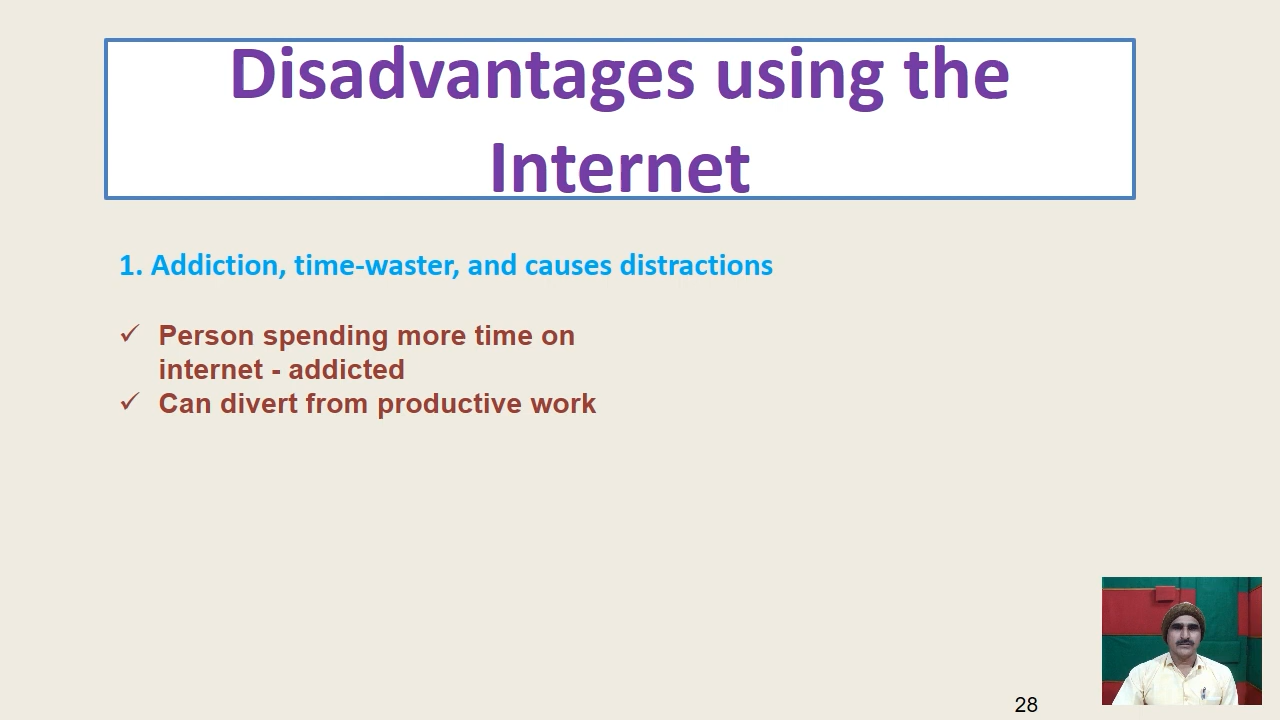 Disadvantages using the
Internet
1. Addiction, time-waster, and causes distractions
✓ Person spending more time on
internet - addicted
✓ Can divert from productive work
28